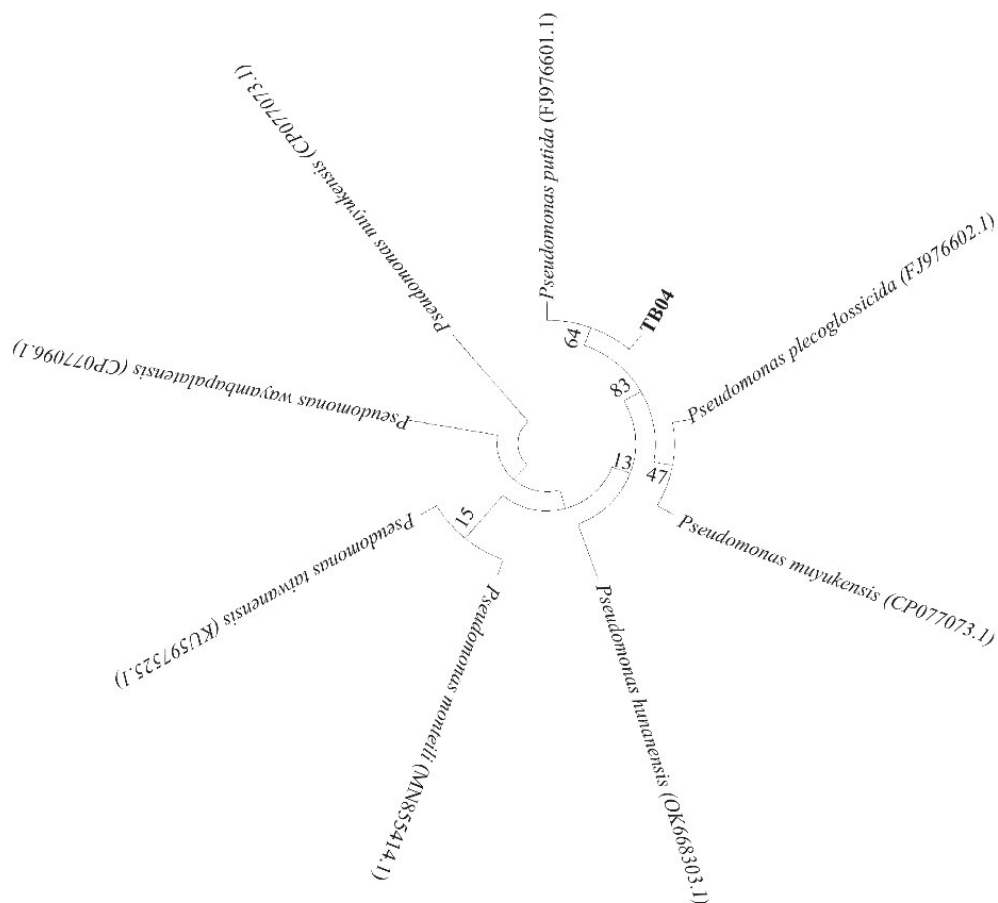 Pseudomonas putida (FJ976601.1)
TB04
Pseudomonas plecoglossicida (FJ976602.1)
Pseudomonas muyukensis (CP077073.1)
Pseudomonas hunanensis (OK668303.1)
Pseudomonas monteili (MN855414.1)
Pseudomonas taiwanensis (KU597525.1)
Pseudomonas wayambapalatensis (CP077096.1)
Pseudomonas muyukensis (CP077073.1)
64
83
13
47
15